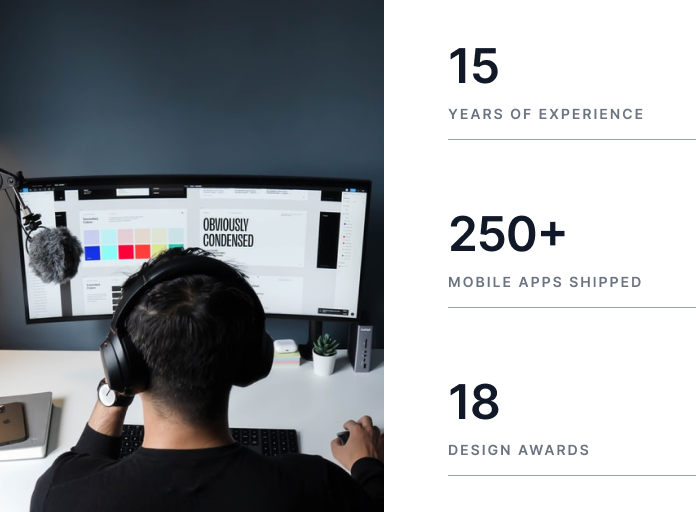 OBVIOUSLY
CONDENSED
15
YEARS OF EXPERIENCE
250+
MOBILE APPS SHIPPED
18
DESIGN AWARDS